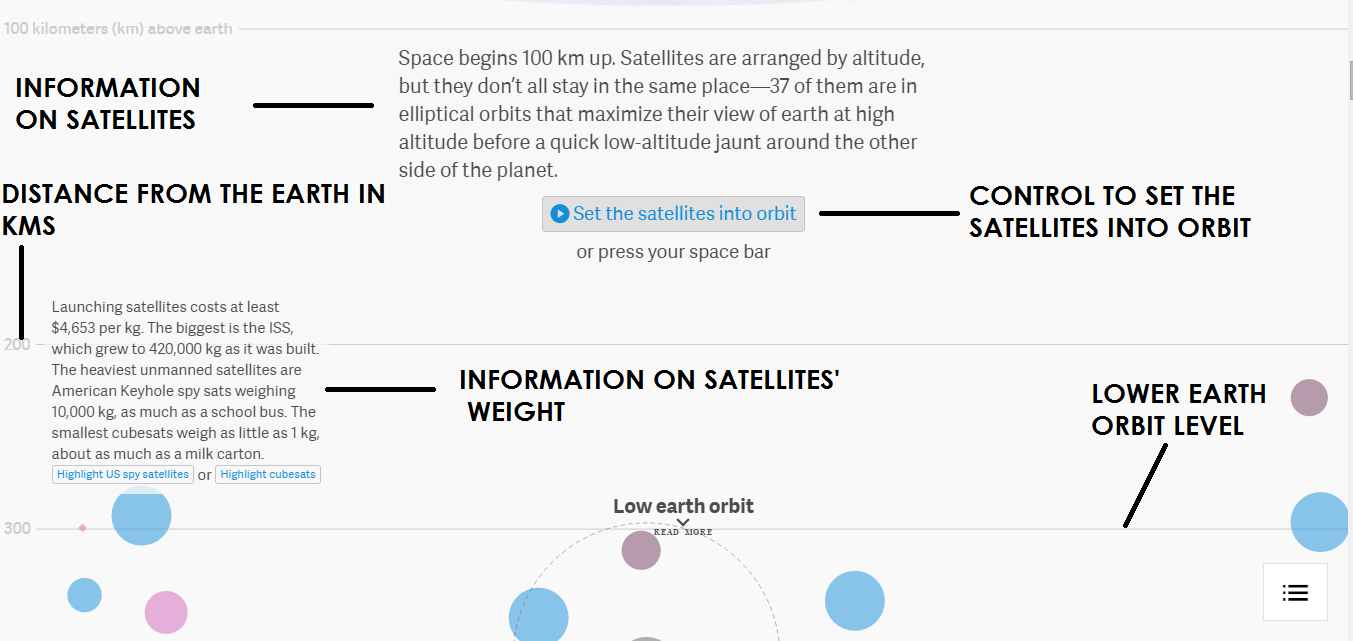 100 kilometers (km) above earth
Space begins 100 km up. Satellites are arranged by altitude,
but they don't all stay in the same place—37 of them are in
elliptical orbits that maximize their view of earth at high
altitude before a quick low-altitude jaunt around the other
side of the planet.
INFORMATION
ON SATELLITES
DISTANCE FROM THE EARTH IN
KMS
Set the satellites into orbit
or press your space bar
CONTROL TO SET THE
SATELLITES INTO ORBIT
Launching satellites costs at least
$4,653 per kg. The biggest is the ISS,
which grew to 420,000 kg as it was built.
The heaviest unmanned satellites are
American Keyhole spy sats weighing
10,000 kg, as much as a school bus. The
smallest cubesats weigh as little as 1 kg,
about as much as a milk carton.
Highlight US spy satellites or Highlight cubesats
200
INFORMATION ON SATELLITES'
WEIGHT
LOWER EARTH
ORBIT LEVEL
Low earth orbit
READ MORE
300